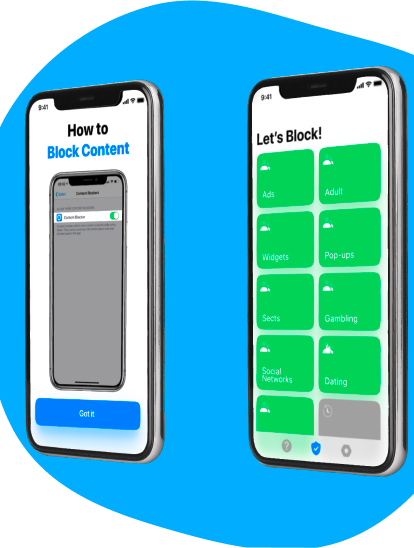 9:41
How to
Block Content
Content Blockers
Content Blocker
Got it
9:41
Let's Block!
Ads
Adult
Widgets
Pop-ups
Sects
Gambling
Social
Networks
Dating